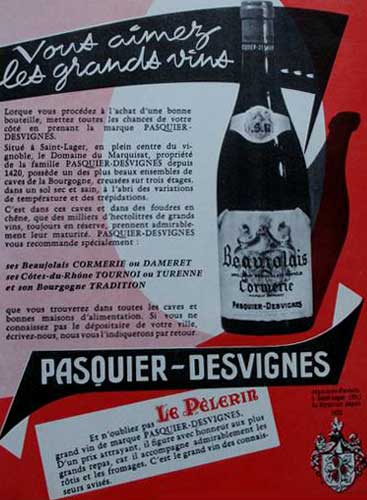 Vous aimez
les grands vins
Lorsque vous procédez à l'achat d'une bonne
bouteille, mettez toutes les chances de votre
côté en prenant la marque PASQUIER-
DESVIGNES.
Situé à Saint-Lager, en plein centre du vi-
gnoble, le Domaine du Marquisat, propriété
de la famille PASQUIER-DESVIGNES depuis
1420, possède un des plus beaux ensembles de
caves de la Bourgogne, creusées sur trois étages,
dans un sol sec et sain, à l'abri des variations
de température et des trépidations.
C'est dans ces caves et dans des foudres en
chêne, que des milliers d'hectolitres de grands
vins, toujours en réserve, prennent admirable-
ment leur maturité. PASQUIER-DESVIGNES
vous recommande spécialement :
ses Beaujolais CORMERIE ou DAMERET
ses Côtes-du-Rhône TOURNOI ou TURENNE
et son Bourgogne TRADITION
que vous trouverez dans toutes les caves et
bonnes maisons d'alimentation. Si vous ne
connaissez pas le dépositaire de votre ville,
écrivez-nous, nous vous l'indiquerons par retour.
Beaujolais
Cormerie
PASQUIER-DESVIGNES
PASQUIER-DESVIGNES
Et n'oubliez pas LE PÈLERIN
grand vin de marque PASQUIER-DESVIGNES.
D'un prix attrayant, il figure avec honneur aux plus
grands repas, car il accompagne admirablement les
rôtis et les fromages. C'est le grand vin des connais-
seurs avisés.